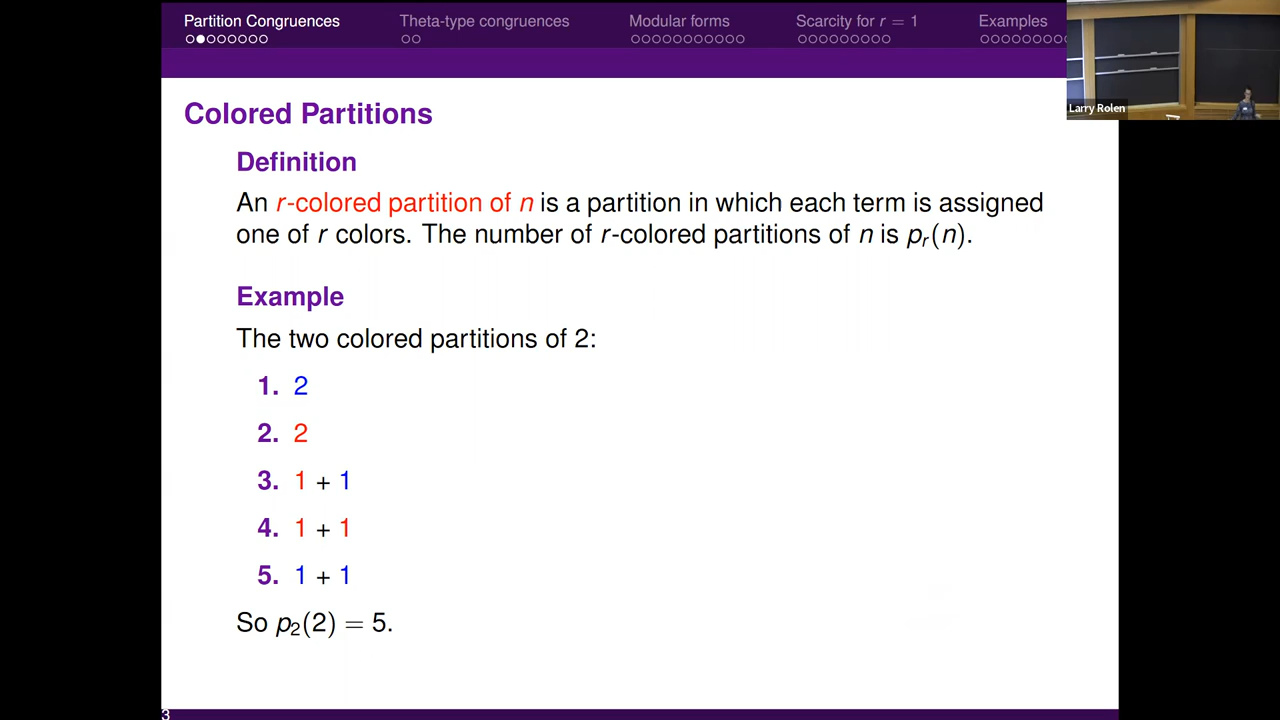 Partition Congruences Theta-type congruences Modular forms Scarcity for r = 1 Examples
Larry Rolen
Colored Partitions
Definition
An r-colored partition of n is a partition in which each term is assigned
one of r colors. The number of r-colored partitions of n is pᵣ(n).
Example
The two colored partitions of 2:
1. 2
2. 2
3. 1 + 1
4. 1 + 1
5. 1 + 1
So p₂(2) = 5.
3